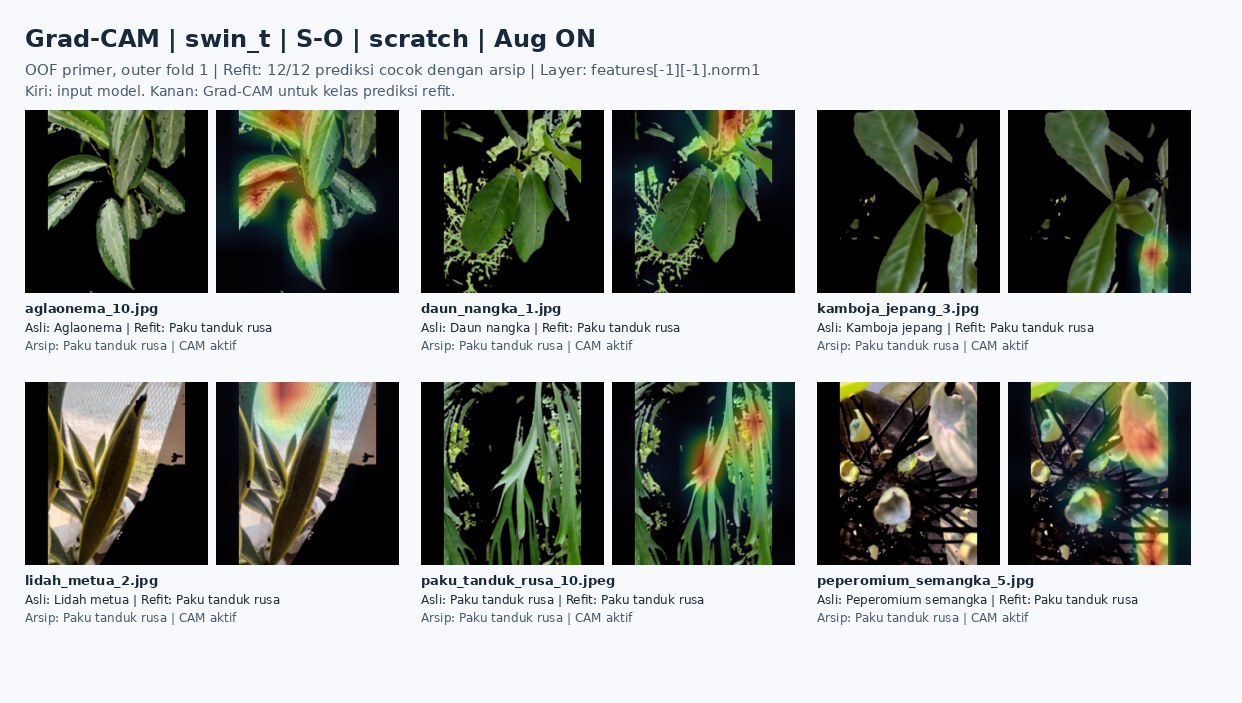 Grad-CAM | swin_t | S-O | scratch | Aug ON
OOF primer, outer fold 1 | Refit: 12/12 prediksi cocok dengan arsip | Layer: features[-1][-1].norm1
Kiri: input model. Kanan: Grad-CAM untuk kelas prediksi refit.
aglaonema_10.jpg
Asli: Aglaonema | Refit: Paku tanduk rusa
Arsip: Paku tanduk rusa | CAM aktif
daun_nangka_1.jpg
Asli: Daun nangka | Refit: Paku tanduk rusa
Arsip: Paku tanduk rusa | CAM aktif
kamboja_jepang_3.jpg
Asli: Kamboja jepang | Refit: Paku tanduk rusa
Arsip: Paku tanduk rusa | CAM aktif
lidah_metua_2.jpg
Asli: Lidah metua | Refit: Paku tanduk rusa
Arsip: Paku tanduk rusa | CAM aktif
paku_tanduk_rusa_10.jpeg
Asli: Paku tanduk rusa | Refit: Paku tanduk rusa
Arsip: Paku tanduk rusa | CAM aktif
peperomium_semangka_5.jpg
Asli: Peperomium semangka | Refit: Paku tanduk rusa
Arsip: Paku tanduk rusa | CAM aktif